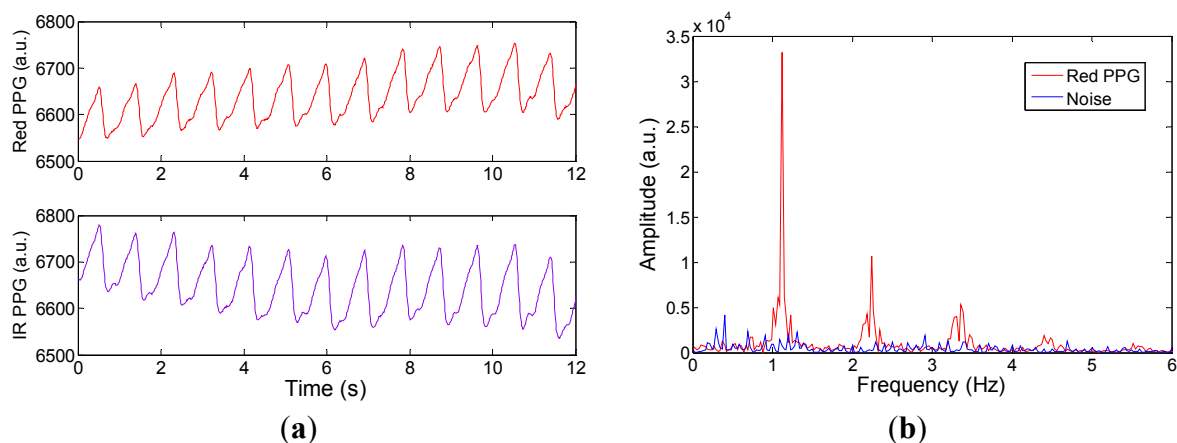 Red PPG (a.u.)
6800
6700
6600
6500
0 2 4 6 8 10 12
IR PPG (a.u.)
6800
6700
6600
6500
0 2 4 6 8 10 12
Time (s)
(a)
x 10⁴
Amplitude (a.u.)
3.5
3
2.5
2
1.5
1
0.5
0
0 1 2 3 4 5 6
Frequency (Hz)
Red PPG
Noise
(b)